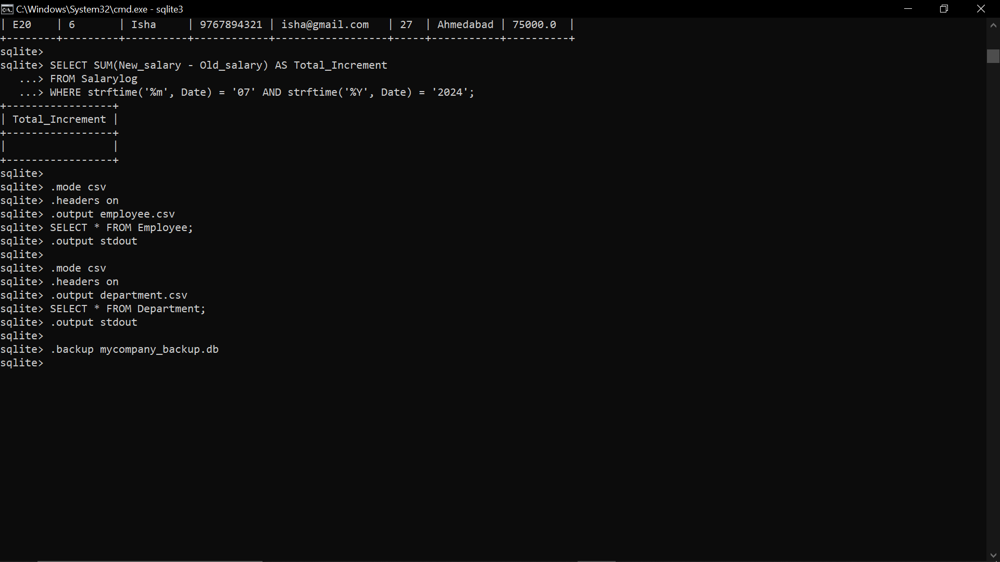 C:\Windows\System32\cmd.exe - sqlite3
| E20    | 6       | Isha     | 9767894321 | isha@gmail.com   | 27  | Ahmedabad | 75000.0  |
+--------+---------+----------+------------+------------------+-----+-----------+----------+
sqlite>
sqlite> SELECT SUM(New_salary - Old_salary) AS Total_Increment
   ...> FROM Salarylog
   ...> WHERE strftime('%m', Date) = '07' AND strftime('%Y', Date) = '2024';
+-----------------+
| Total_Increment |
+-----------------+
|                 |
+-----------------+
sqlite>
sqlite> .mode csv
sqlite> .headers on
sqlite> .output employee.csv
sqlite> SELECT * FROM Employee;
sqlite> .output stdout
sqlite>
sqlite> .mode csv
sqlite> .headers on
sqlite> .output department.csv
sqlite> SELECT * FROM Department;
sqlite> .output stdout
sqlite>
sqlite> .backup mycompany_backup.db
sqlite>